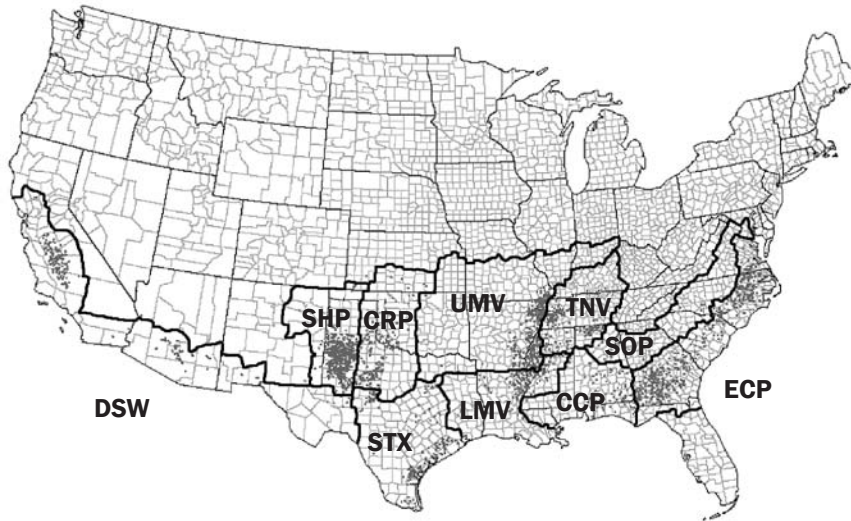 UMV
SHP
CRP
TNV
SOP
ECP
DSW
LMV
CCP
STX